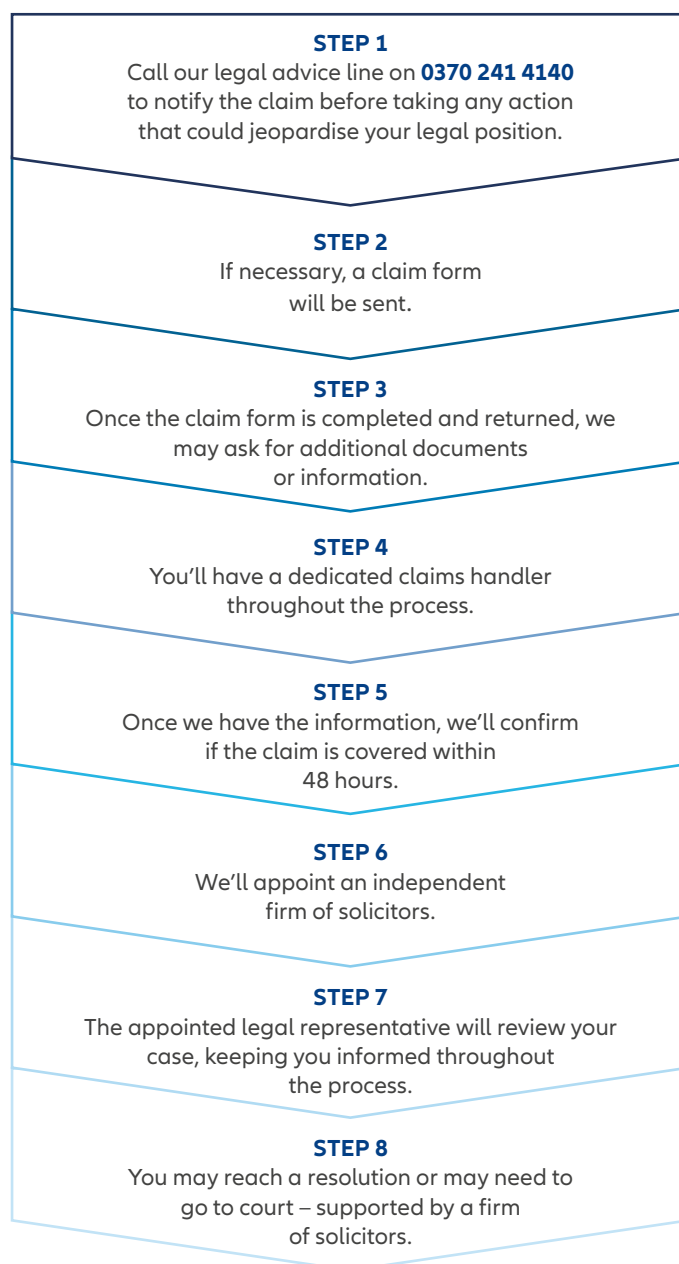 STEP 1
Call our legal advice line on 0370 241 4140
to notify the claim before taking any action
that could jeopardise your legal position.
STEP 2
If necessary, a claim form
will be sent.
STEP 3
Once the claim form is completed and returned, we
may ask for additional documents
or information.
STEP 4
You'll have a dedicated claims handler
throughout the process.
STEP 5
Once we have the information, we'll confirm
if the claim is covered within
48 hours.
STEP 6
We'll appoint an independent
firm of solicitors.
STEP 7
The appointed legal representative will review your
case, keeping you informed throughout
the process.
STEP 8
You may reach a resolution or may need to
go to court – supported by a firm
of solicitors.